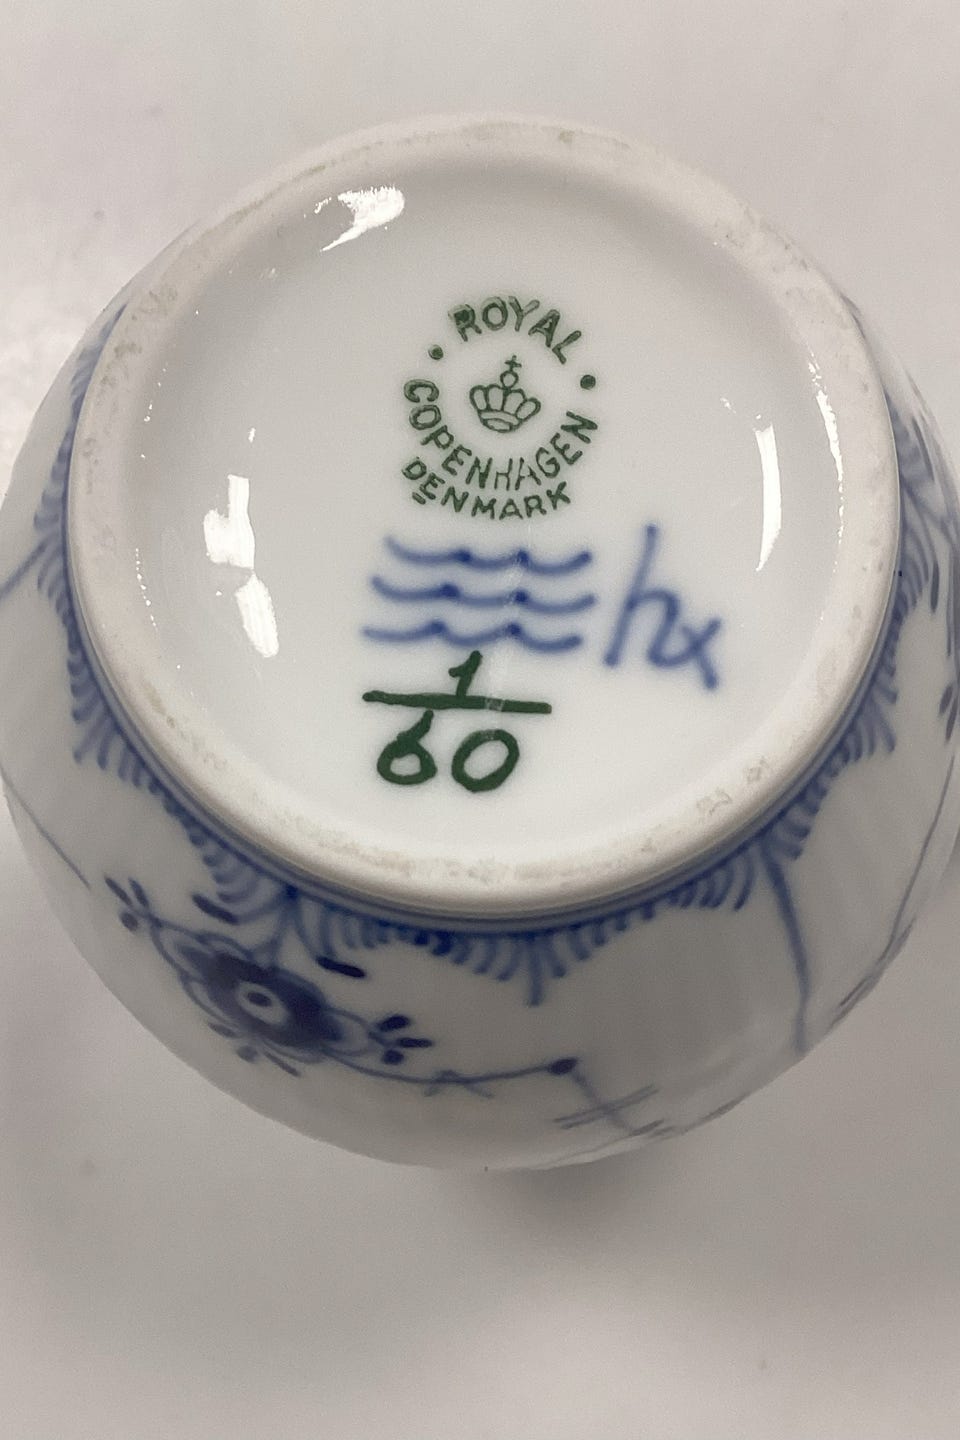 ROYAL
COPENHAGEN
DENMARK
hx
1
60